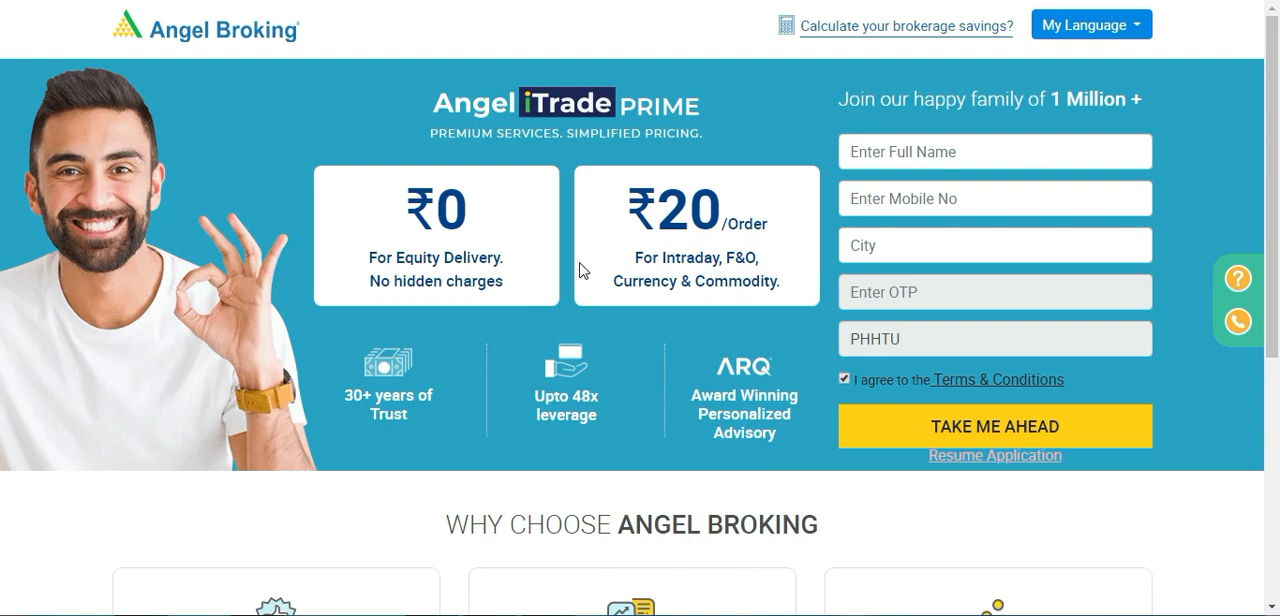 Angel Broking
Calculate your brokerage savings?
My Language
Angel iTrade PRIME
PREMIUM SERVICES. SIMPLIFIED PRICING.
₹0
For Equity Delivery.
No hidden charges
₹20/Order
For Intraday, F&O,
Currency & Commodity.
30+ years of
Trust
Upto 48x
leverage
ARQ
Award Winning
Personalized
Advisory
Join our happy family of 1 Million +
Enter Full Name
Enter Mobile No
City
Enter OTP
PHHTU
I agree to the Terms & Conditions
TAKE ME AHEAD
Resume Application
?
WHY CHOOSE ANGEL BROKING